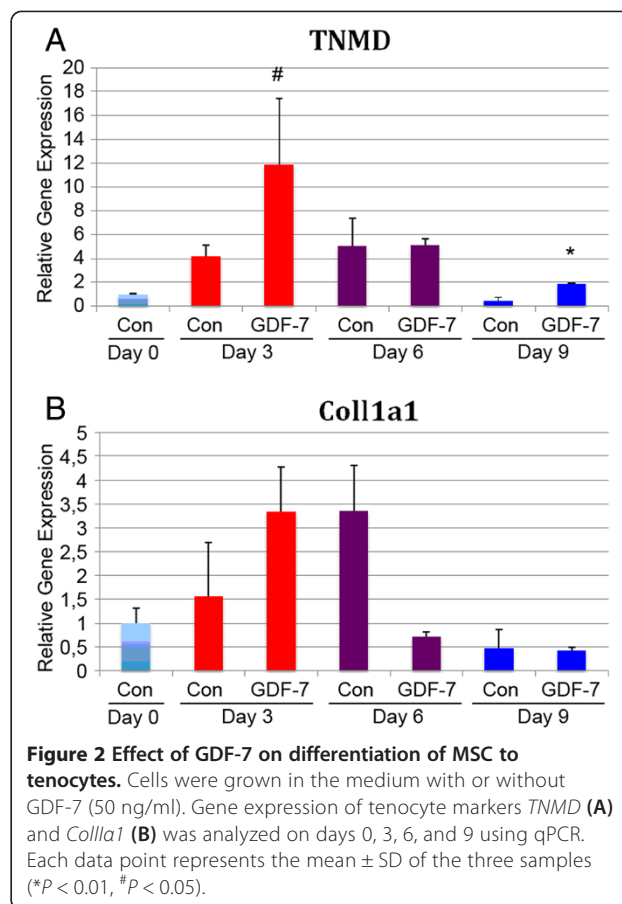 A
TNMD
Relative Gene Expression
20
18
16
14
12
10
8
6
4
2
0
#
*
Con Con GDF-7 Con GDF-7 Con GDF-7
Day 0 Day 3 Day 6 Day 9
B
Coll1a1
Relative Gene Expression
5
4,5
4
3,5
3
2,5
2
1,5
1
0,5
0
Con Con GDF-7 Con GDF-7 Con GDF-7
Day 0 Day 3 Day 6 Day 9
Figure 2 Effect of GDF-7 on differentiation of MSC to
tenocytes. Cells were grown in the medium with or without
GDF-7 (50 ng/ml). Gene expression of tenocyte markers TNMD (A)
and Collla1 (B) was analyzed on days 0, 3, 6, and 9 using qPCR.
Each data point represents the mean ± SD of the three samples
(*P < 0.01, #P < 0.05).